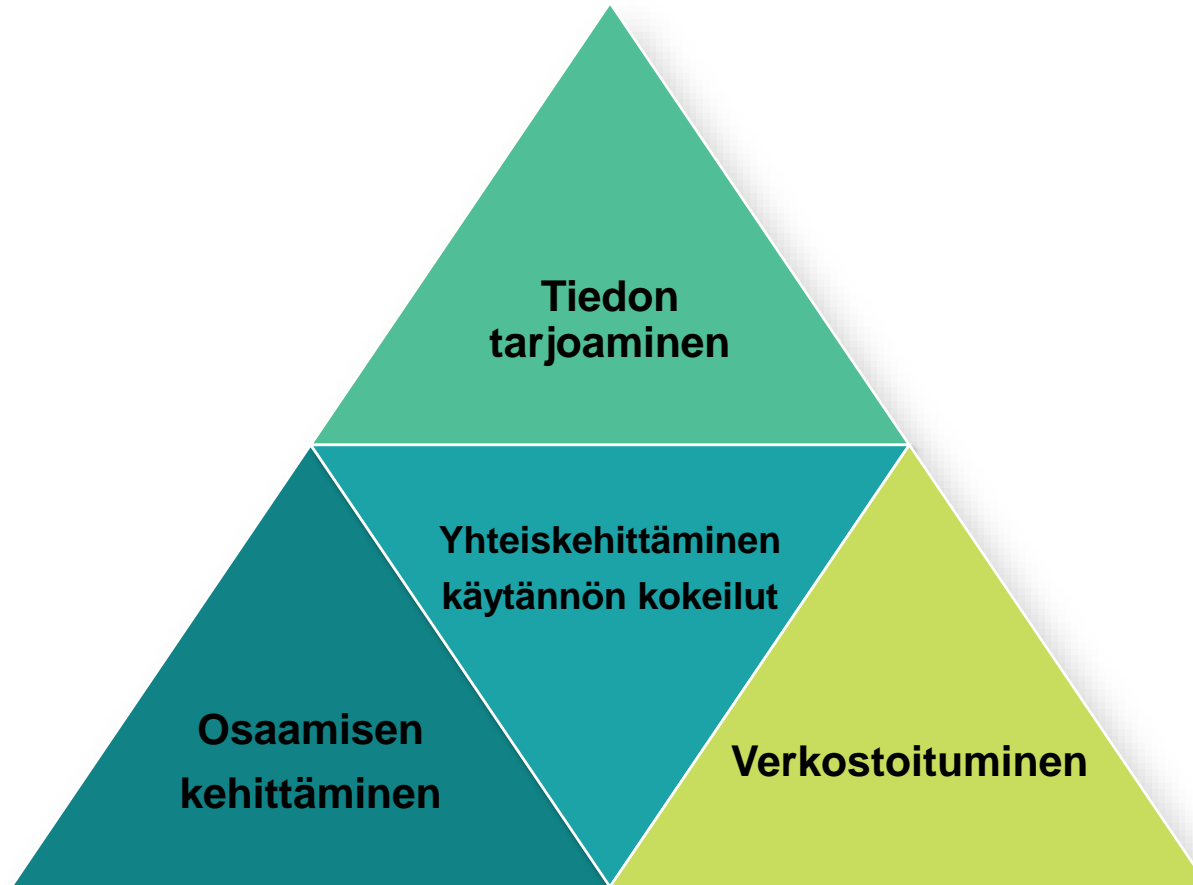 Tiedon
tarjoaminen
Yhteiskehittäminen
käytännön kokeilut
Osaamisen
kehittäminen
Verkostoituminen